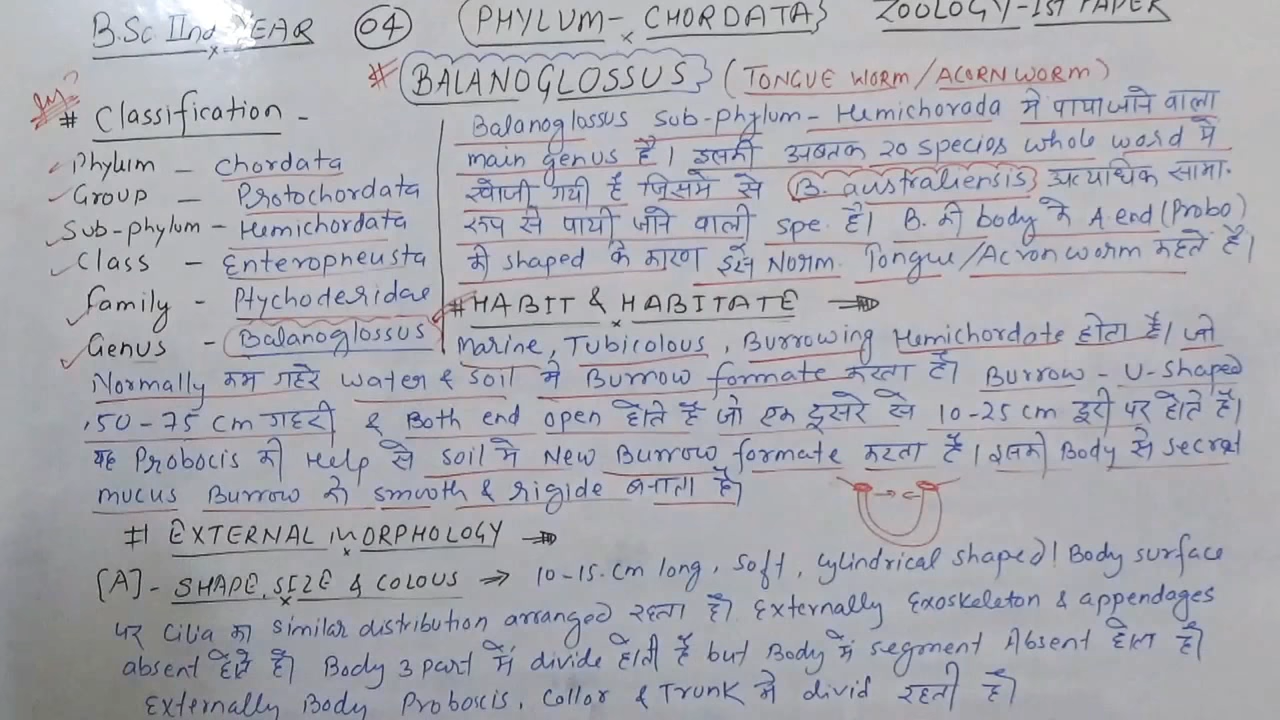 B.Sc IInd YEAR 04 PHYLUM - CHORDATA} ZOOLOGY-IST PAPER
# BALANOGLOSSUS} (TONGUE WORM/ACORN WORM)
# Classification -
Phylum - Chordata
Group - Protochordata
Sub-phylum - Hemichordata
Class - Enteropneusta
Family - Ptychoderidae
Genus - Balanoglossus
Balanoglossus Sub-phylum - Hemichorada में पाया जाने वाला
main genus है। इसकी अबतक 20 species whole word में
खोजी गयी है जिसमे से (B. australiensis) अत्याधिक सामा.
रूप से पायी जाने वाली spe. है। B. की body के A.end (Probo)
की shaped के कारण इसे Norm. Tongue/Acron worm कहते है।
# HABIT & HABITATE →
Marine, Tubicolous, Burrowing Hemichordate होता है। जो
Normally कम गहरे water & soil में Burrow formate करता है। Burrow - U-shaped
50-75 cm गहरी & Both end open होते है जो एक दूसरे से 10-25 cm दूरी पर होते है।
यह Probocis की Help से soil मे New Burrow formate करता है। इसकी Body से secrat
mucus Burrow को smooth & rigide बनाता है।
→ ←
# EXTERNAL MORPHOLOGY →
[A] - SHAPE, SIZE & COLOUS ⇒ 10-15.cm long, soft, cylindrical shaped। Body surface
पर cilia का similar distribution arranged रहता है। Externally Exoskeleton & appendages
absent होते है। Body 3 part में divide होती है but Body में segment Absent होता है।
Externally Body Proboscis, Collar & Trunk मे divid रहती है।